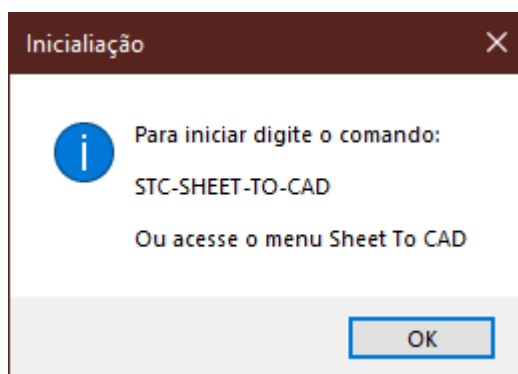 Inicialiação
Para iniciar digite o comando:
STC-SHEET-TO-CAD
Ou acesse o menu Sheet To CAD
OK